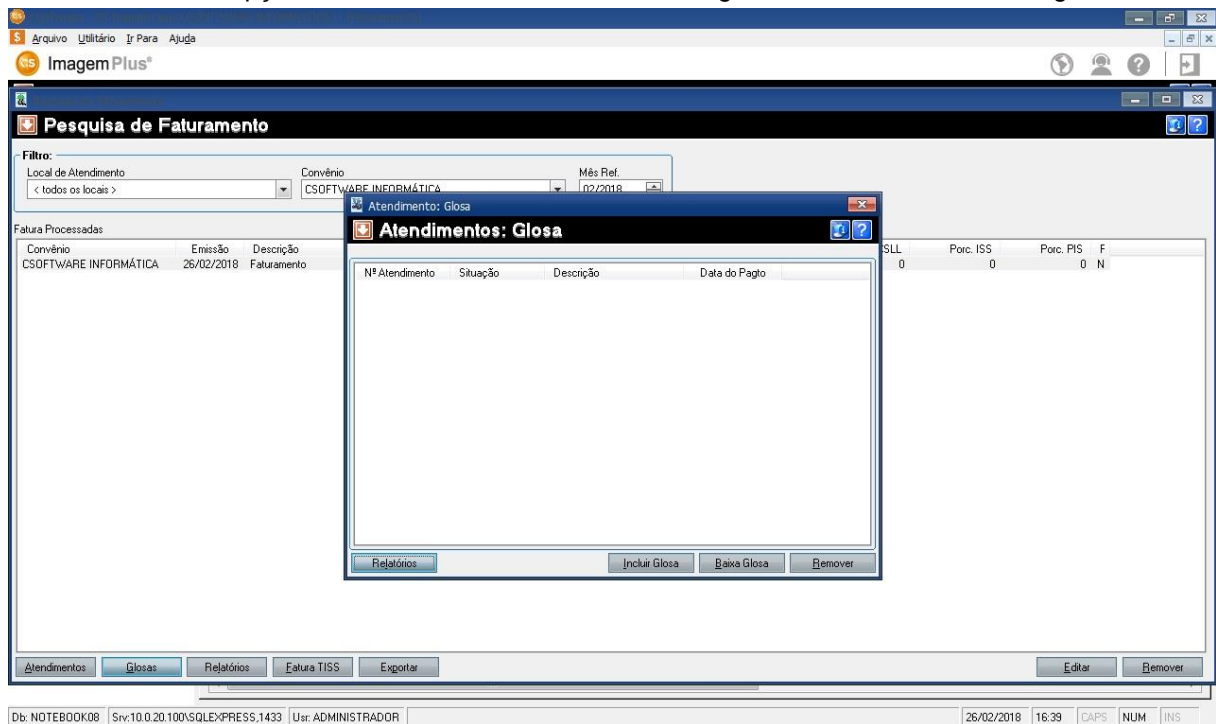 Arquivo Utilitário Ir Para Ajuda
ImagemPlus®
Pesquisa de Faturamento
Filtro:
Local de Atendimento Convênio Mês Ref.
< todos os locais > CSOFTWARE INFORMÁTICA 02/2018
Atendimento: Glosa
Atendimentos: Glosa
Fatura Processadas
Convênio Emissão Descrição SLL Porc. ISS Porc. PIS F
CSOFTWARE INFORMÁTICA 26/02/2018 Faturamento 0 0 0 N
Nº Atendimento Situação Descrição Data do Pagto
Relatórios Incluir Glosa Baixa Glosa Remover
Atendimentos Glosas Relatórios Fatura TISS Exportar Editar Remover
Db: NOTEBOOK08 Srv:10.0.20.100\SQLEXPRESS,1433 Usr: ADMINISTRADOR 26/02/2018 16:39 CAPS NUM INS